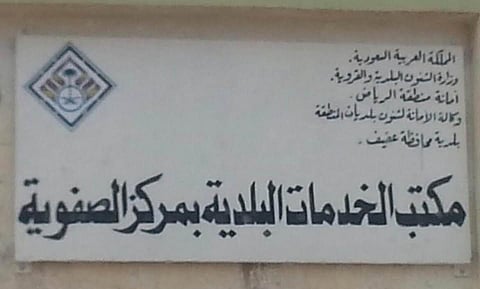 المملكة العربية السعودية.
وزارة الشئون البلدية والقروية.
أمانة منطقة الرياض.
وكالة الأمانة لشئون بلديات المنطقة
بلدية محافظة عفيف.
مكتب الخدمات البلدية بمركز الصفوية